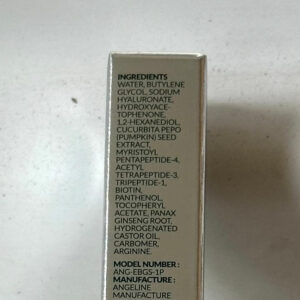 INGREDIENTS
WATER, BUTYLENE
GLYCOL, SODIUM
HYALURONATE,
HYDROXYACE-
TOPHENONE,
1,2-HEXANEDIOL,
CUCURBITA PEPO
(PUMPKIN) SEED
EXTRACT,
MYRISTOYL
PENTAPEPTIDE-4,
ACETYL
TETRAPEPTIDE-3,
TRIPEPTIDE-1,
BIOTIN,
PANTHENOL,
TOCOPHERYL
ACETATE, PANAX
GINSENG ROOT,
HYDROGENATED
CASTOR OIL,
CARBOMER,
ARGININE.
MODEL NUMBER :
ANG-EBGS-1P
MANUFACTURE :
ANGELINE
MANUFACTURE